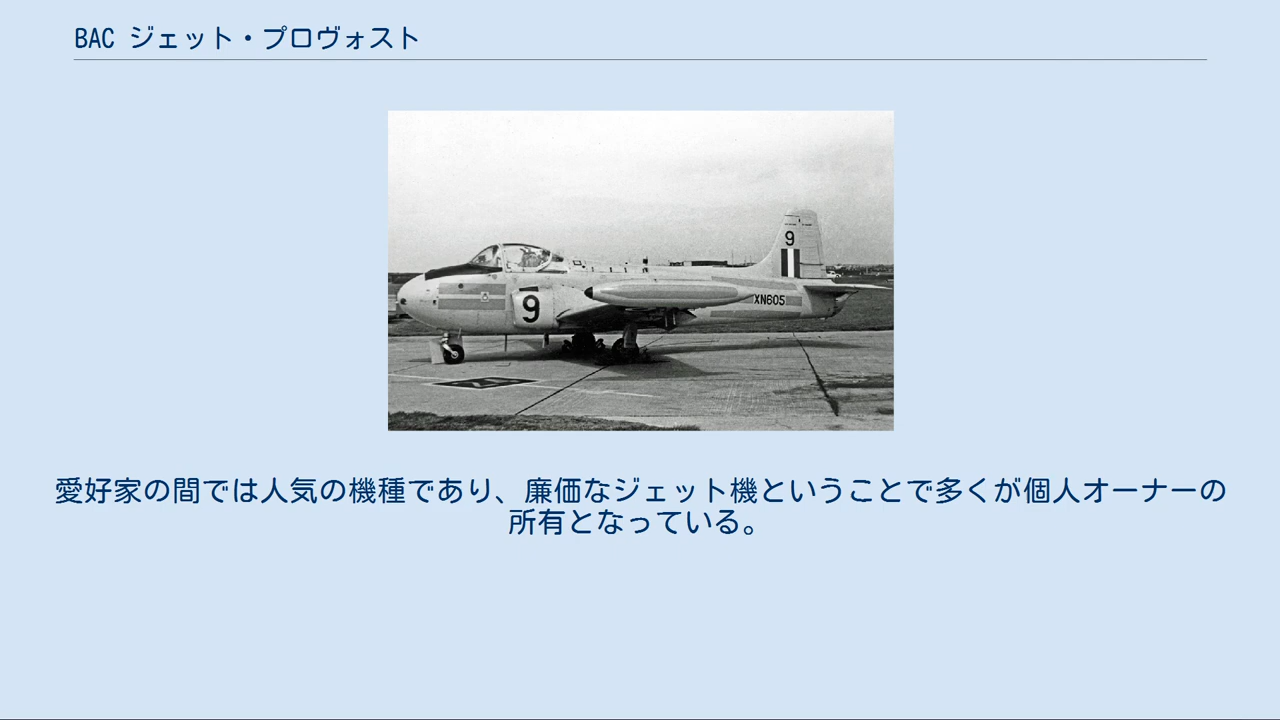 BAC ジェット・プロヴォスト
9
9
XN605
愛好家の間では人気の機種であり、廉価なジェット機ということで多くが個人オーナーの
所有となっている。